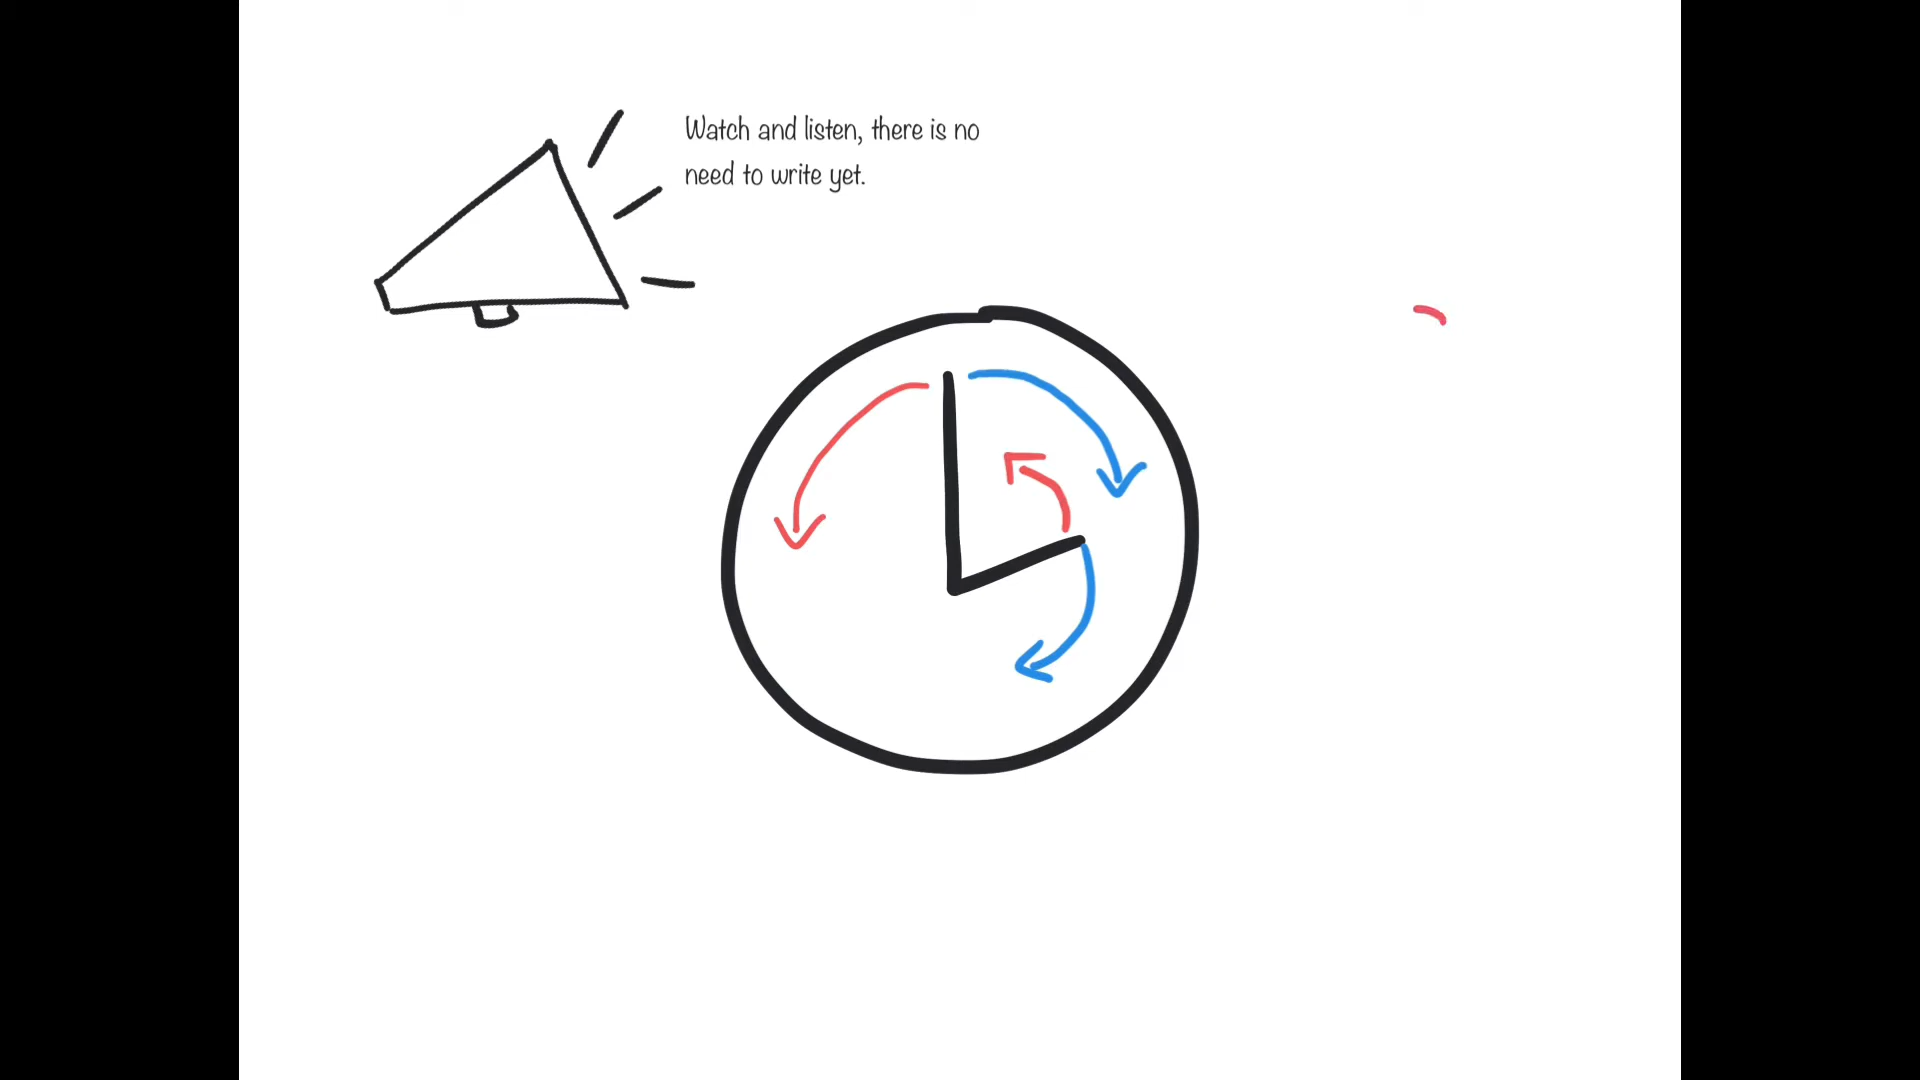 Watch and listen, there is no
need to write yet.